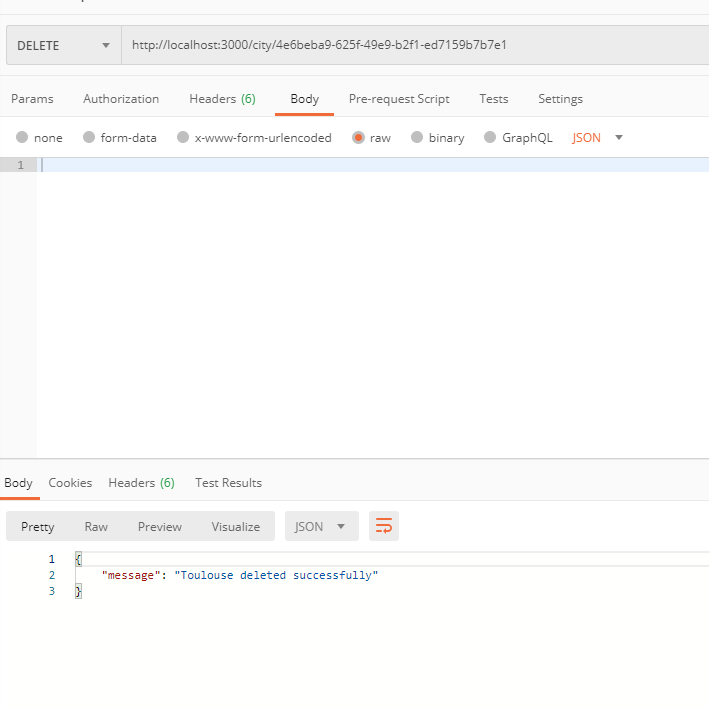 DELETE http://localhost:3000/city/4e6beba9-625f-49e9-b2f1-ed7159b7b7e1
Params Authorization Headers (6) Body Pre-request Script Tests Settings
none form-data x-www-form-urlencoded raw binary GraphQL JSON
1
Body Cookies Headers (6) Test Results
Pretty Raw Preview Visualize JSON
1 {
2 "message": "Toulouse deleted successfully"
3 }